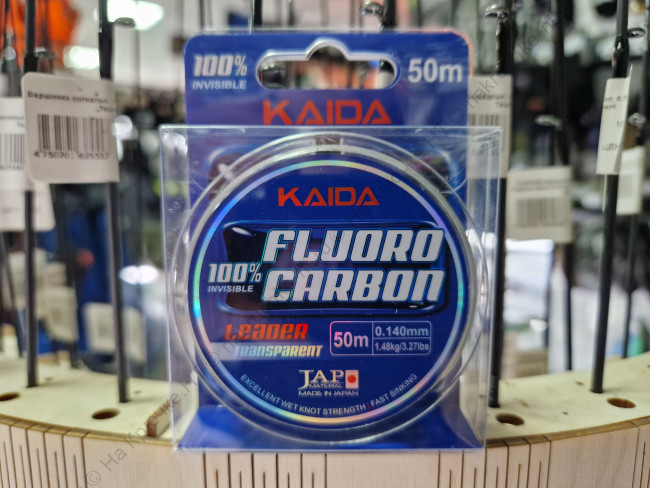 100%
INVISIBLE
50m
KAIDA
KAIDA
FLUORO
100%
INVISIBLE
CARBON
LEADER
TRANSPARENT
50m
0.140mm
1.48kg/3.27lbs
JAP
MATERIAL
MADE IN JAPAN
EXCELLENT WET KNOT STRENGTH FAST SINKING